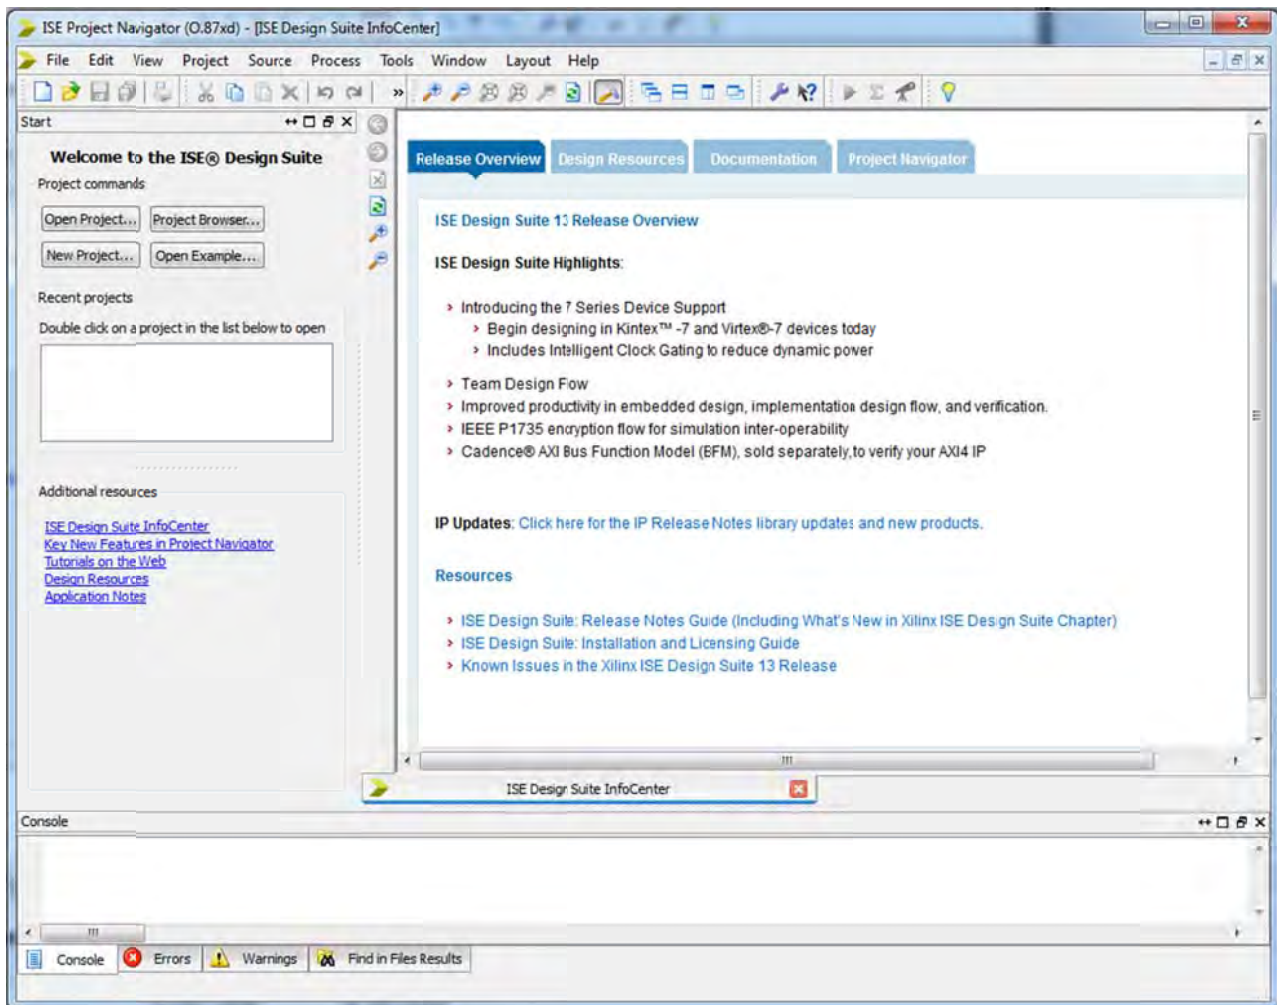 ISE Project Navigator (O.87xd) - [ISE Design Suite InfoCenter]
File Edit View Project Source Process Tools Window Layout Help
Start
Welcome to the ISE® Design Suite
Project commands
Open Project... Project Browser...
New Project... Open Example...
Recent projects
Double click on a project in the list below to open
Additional resources
ISE Design Suite InfoCenter
Key New Features in Project Navigator
Tutorials on the Web
Design Resources
Application Notes
Release Overview Design Resources Documentation Project Navigator
ISE Design Suite 13 Release Overview
ISE Design Suite Highlights:
Introducing the 7 Series Device Support
Begin designing in Kintex™ -7 and Virtex®-7 devices today
Includes Intelligent Clock Gating to reduce dynamic power
Team Design Flow
Improved productivity in embedded design, implementation design flow, and verification.
IEEE P1735 encryption flow for simulation inter-operability
Cadence® AXI Bus Function Model (BFM), sold separately, to verify your AXI4 IP
IP Updates: Click here for the IP Release Notes library updates and new products.
Resources
ISE Design Suite: Release Notes Guide (Including What's New in Xilinx ISE Design Suite Chapter)
ISE Design Suite: Installation and Licensing Guide
Known Issues in the Xilinx ISE Design Suite 13 Release
ISE Design Suite InfoCenter
Console
Console Errors Warnings Find in Files Results